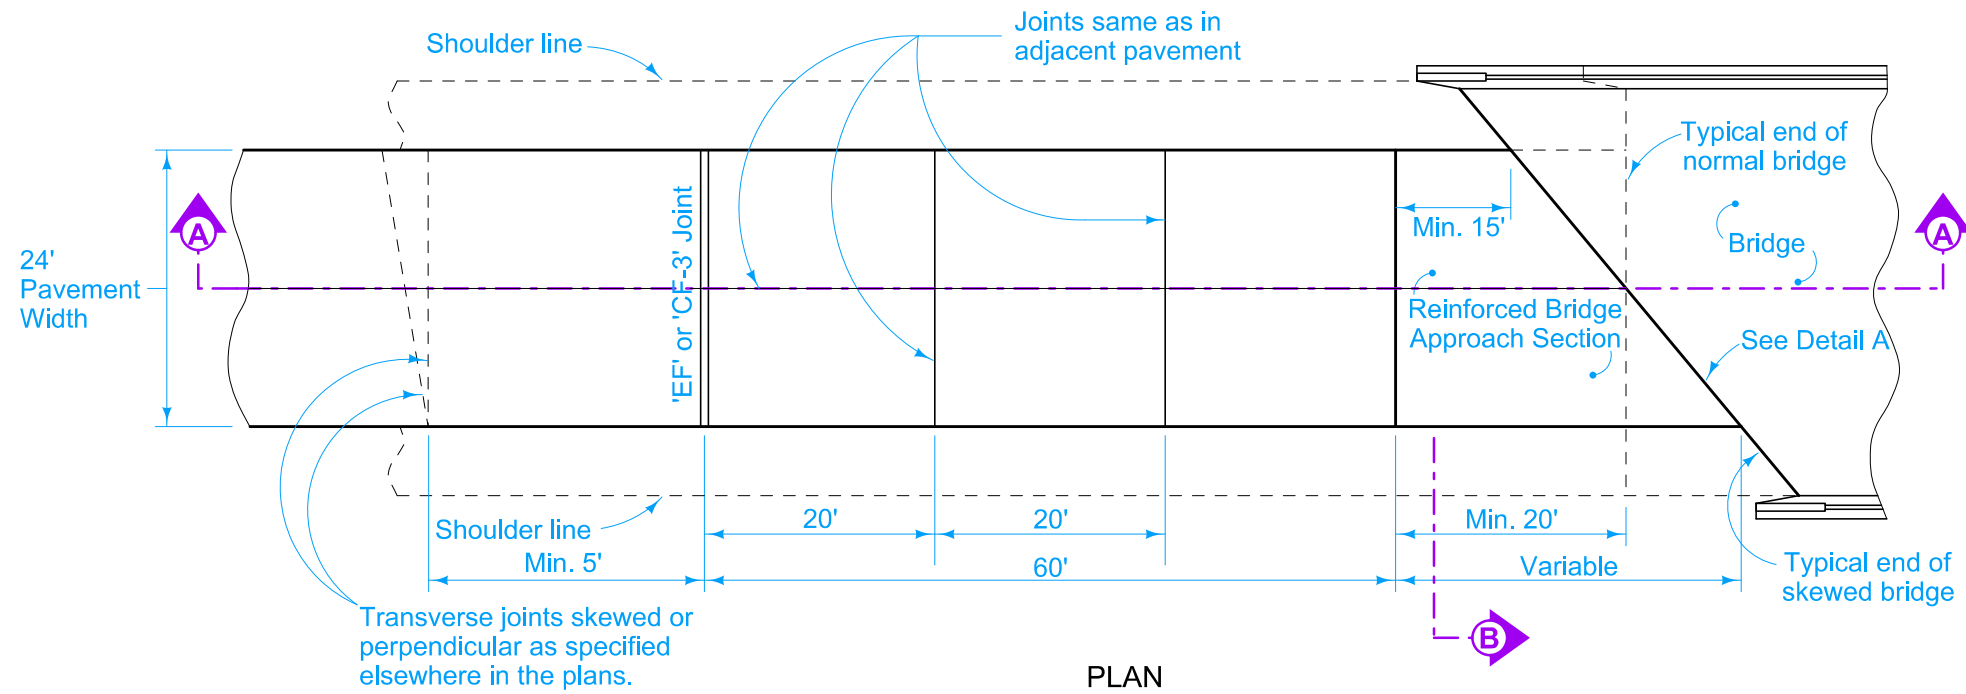 Joints same as in
adjacent pavement
Shoulder line
Typical end of
normal bridge
A
A
Min. 15'
Bridge
24'
Pavement
Width
'EF' or 'CF-3' Joint
Reinforced Bridge
Approach Section
See Detail A
Shoulder line
20'
20'
Min. 20'
Min. 5'
60'
Variable
Typical end of
skewed bridge
Transverse joints skewed or
perpendicular as specified
elsewhere in the plans.
B
PLAN